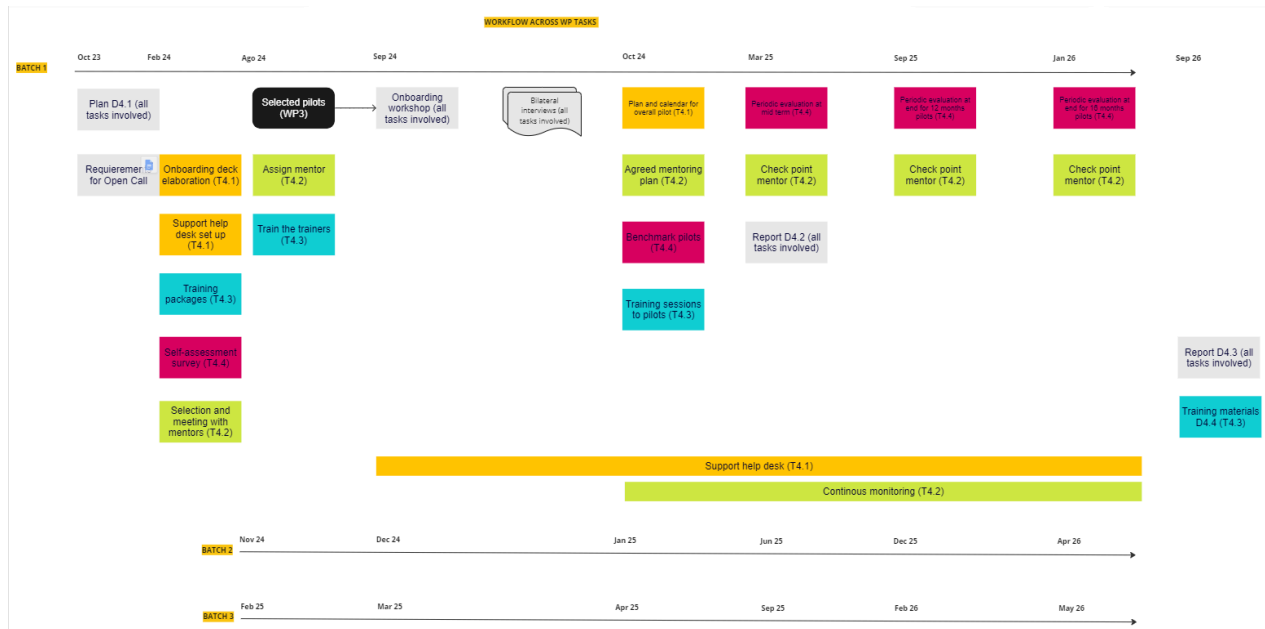 WORKFLOW ACROSS WP TASKS
Oct 23
Feb 24
Ago 24
Sep 24
Oct 24
Mar 25
Sep 25
Jan 26
Sep 26
BATCH 1
Plan D4.1 (all
tasks involved)
Selected pilots
(WP3)
Onboarding
workshop (all
tasks involved)
Bilateral
interviews (all
tasks involved)
Plan and calendar for
overall pilot (T4.1)
Periodic evaluation at
mid term (T4.4)
Periodic evaluation at
end for 12 months
pilots (T4.4)
Periodic evaluation at
end for 16 months
pilots (T4.4)
Requieremen
for Open Call
Onboarding deck
elaboration (T4.1)
Assign mentor
(T4.2)
Agreed mentoring
plan (T4.2)
Check point
mentor (T4.2)
Check point
mentor (T4.2)
Check point
mentor (T4.2)
Support help
desk set up
(T4.1)
Train the trainers
(T4.3)
Benchmark pilots
(T4.4)
Report D4.2 (all
tasks involved)
Training
packages (T4.3)
Training sessions
to pilots (T4.3)
Self-assessment
survey (T4.4)
Report D4.3 (all
tasks involved)
Selection and
meeting with
mentors (T4.2)
Training materials
D4.4 (T4.3)
Support help desk (T4.1)
Continous monitoring (T4.2)
BATCH 2
Nov 24
Dec 24
Jan 25
Jun 25
Dec 25
Apr 26
BATCH 3
Feb 25
Mar 25
Apr 25
Sep 25
Feb 26
May 26